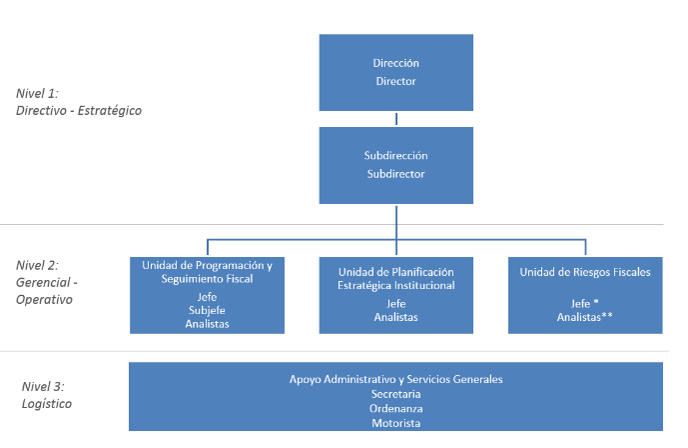 Nivel 1:
Directivo - Estratégico
Dirección
Director
Subdirección
Subdirector
Nivel 2:
Gerencial -
Operativo
Unidad de Programación y
Seguimiento Fiscal
Jefe
Subjefe
Analistas
Unidad de Planificación
Estratégica Institucional
Jefe
Analistas
Unidad de Riesgos Fiscales
Jefe *
Analistas**
Nivel 3:
Logístico
Apoyo Administrativo y Servicios Generales
Secretaria
Ordenanza
Motorista